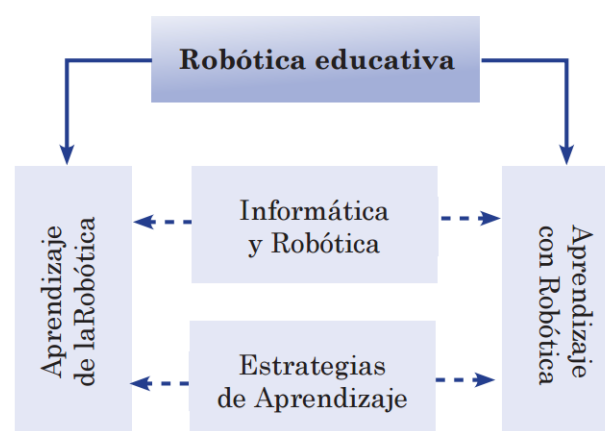 Robótica educativa
Aprendizaje
de laRobótica
Informática
y Robótica
Estrategias
de Aprendizaje
Aprendizaje
con Robótica